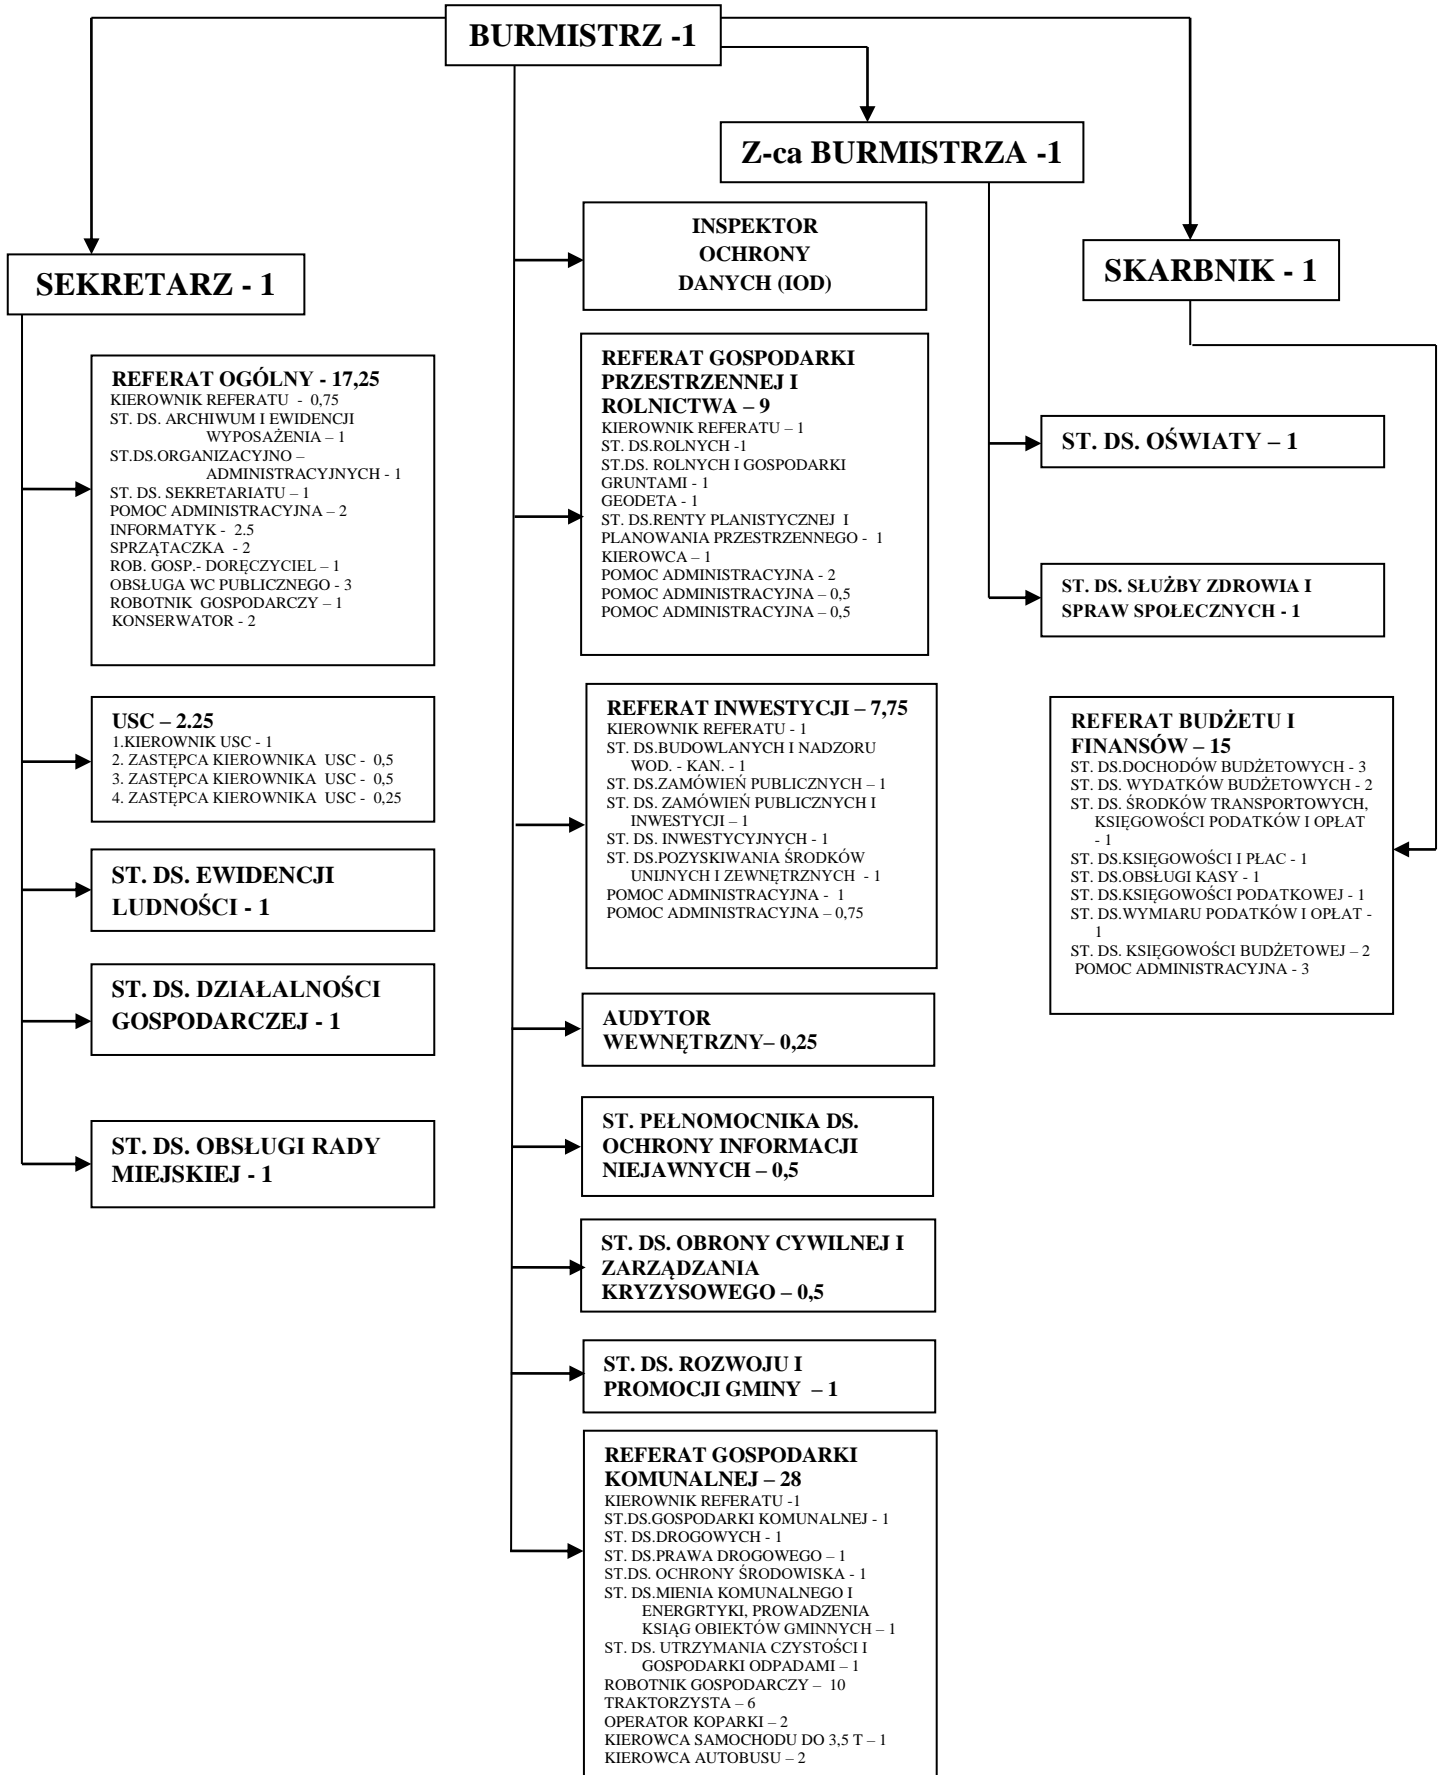 BURMISTRZ -1
Z-ca BURMISTRZA -1
SEKRETARZ - 1
SKARBNIK - 1
REFERAT OGÓLNY - 17,25
KIEROWNIK REFERATU - 0,75
ST. DS. ARCHIWUM I EWIDENCJI
WYPOSAŻENIA – 1
ST.DS.ORGANIZACYJNO –
ADMINISTRACYJNYCH - 1
ST. DS. SEKRETARIATU – 1
POMOC ADMINISTRACYJNA – 2
INFORMATYK - 2.5
SPRZĄTACZKA - 2
ROB. GOSP.- DORĘCZYCIEL – 1
OBSŁUGA WC PUBLICZNEGO - 3
ROBOTNIK GOSPODARCZY – 1
KONSERWATOR - 2
USC – 2.25
1.KIEROWNIK USC - 1
2. ZASTĘPCA KIEROWNIKA USC - 0,5
3. ZASTĘPCA KIEROWNIKA USC - 0,5
4. ZASTĘPCA KIEROWNIKA USC - 0,25
ST. DS. EWIDENCJI
LUDNOŚCI - 1
ST. DS. DZIAŁALNOŚCI
GOSPODARCZEJ - 1
ST. DS. OBSŁUGI RADY
MIEJSKIEJ - 1
INSPEKTOR
OCHRONY
DANYCH (IOD)
REFERAT GOSPODARKI
PRZESTRZENNEJ I
ROLNICTWA – 9
KIEROWNIK REFERATU – 1
ST. DS.ROLNYCH -1
ST.DS. ROLNYCH I GOSPODARKI
GRUNTAMI - 1
GEODETA - 1
ST. DS.RENTY PLANISTYCZNEJ I
PLANOWANIA PRZESTRZENNEGO - 1
KIEROWCA – 1
POMOC ADMINISTRACYJNA - 2
POMOC ADMINISTRACYJNA – 0,5
POMOC ADMINISTRACYJNA – 0,5
REFERAT INWESTYCJI – 7,75
KIEROWNIK REFERATU - 1
ST. DS.BUDOWLANYCH I NADZORU
WOD. - KAN. - 1
ST. DS.ZAMÓWIEŃ PUBLICZNYCH – 1
ST. DS. ZAMÓWIEŃ PUBLICZNYCH I
INWESTYCJI – 1
ST. DS. INWESTYCYJNYCH - 1
ST. DS.POZYSKIWANIA ŚRODKÓW
UNIJNYCH I ZEWNĘTRZNYCH - 1
POMOC ADMINISTRACYJNA - 1
POMOC ADMINISTRACYJNA – 0,75
AUDYTOR
WEWNĘTRZNY– 0,25
ST. PEŁNOMOCNIKA DS.
OCHRONY INFORMACJI
NIEJAWNYCH – 0,5
ST. DS. OBRONY CYWILNEJ I
ZARZĄDZANIA
KRYZYSOWEGO – 0,5
ST. DS. ROZWOJU I
PROMOCJI GMINY – 1
REFERAT GOSPODARKI
KOMUNALNEJ – 28
KIEROWNIK REFERATU -1
ST.DS.GOSPODARKI KOMUNALNEJ - 1
ST. DS.DROGOWYCH - 1
ST. DS.PRAWA DROGOWEGO – 1
ST.DS. OCHRONY ŚRODOWISKA - 1
ST. DS.MIENIA KOMUNALNEGO I
ENERGRTYKI, PROWADZENIA
KSIĄG OBIEKTÓW GMINNYCH – 1
ST. DS. UTRZYMANIA CZYSTOŚCI I
GOSPODARKI ODPADAMI – 1
ROBOTNIK GOSPODARCZY – 10
TRAKTORZYSTA – 6
OPERATOR KOPARKI – 2
KIEROWCA SAMOCHODU DO 3,5 T – 1
KIEROWCA AUTOBUSU – 2
ST. DS. OŚWIATY – 1
ST. DS. SŁUŻBY ZDROWIA I
SPRAW SPOŁECZNYCH - 1
REFERAT BUDŻETU I
FINANSÓW – 15
ST. DS.DOCHODÓW BUDŻETOWYCH - 3
ST. DS. WYDATKÓW BUDŻETOWYCH - 2
ST. DS. ŚRODKÓW TRANSPORTOWYCH,
KSIĘGOWOŚCI PODATKÓW I OPŁAT
- 1
ST. DS.KSIĘGOWOŚCI I PŁAC - 1
ST. DS.OBSŁUGI KASY - 1
ST. DS.KSIĘGOWOŚCI PODATKOWEJ - 1
ST. DS.WYMIARU PODATKÓW I OPŁAT -
1
ST. DS. KSIĘGOWOŚCI BUDŻETOWEJ – 2
POMOC ADMINISTRACYJNA - 3